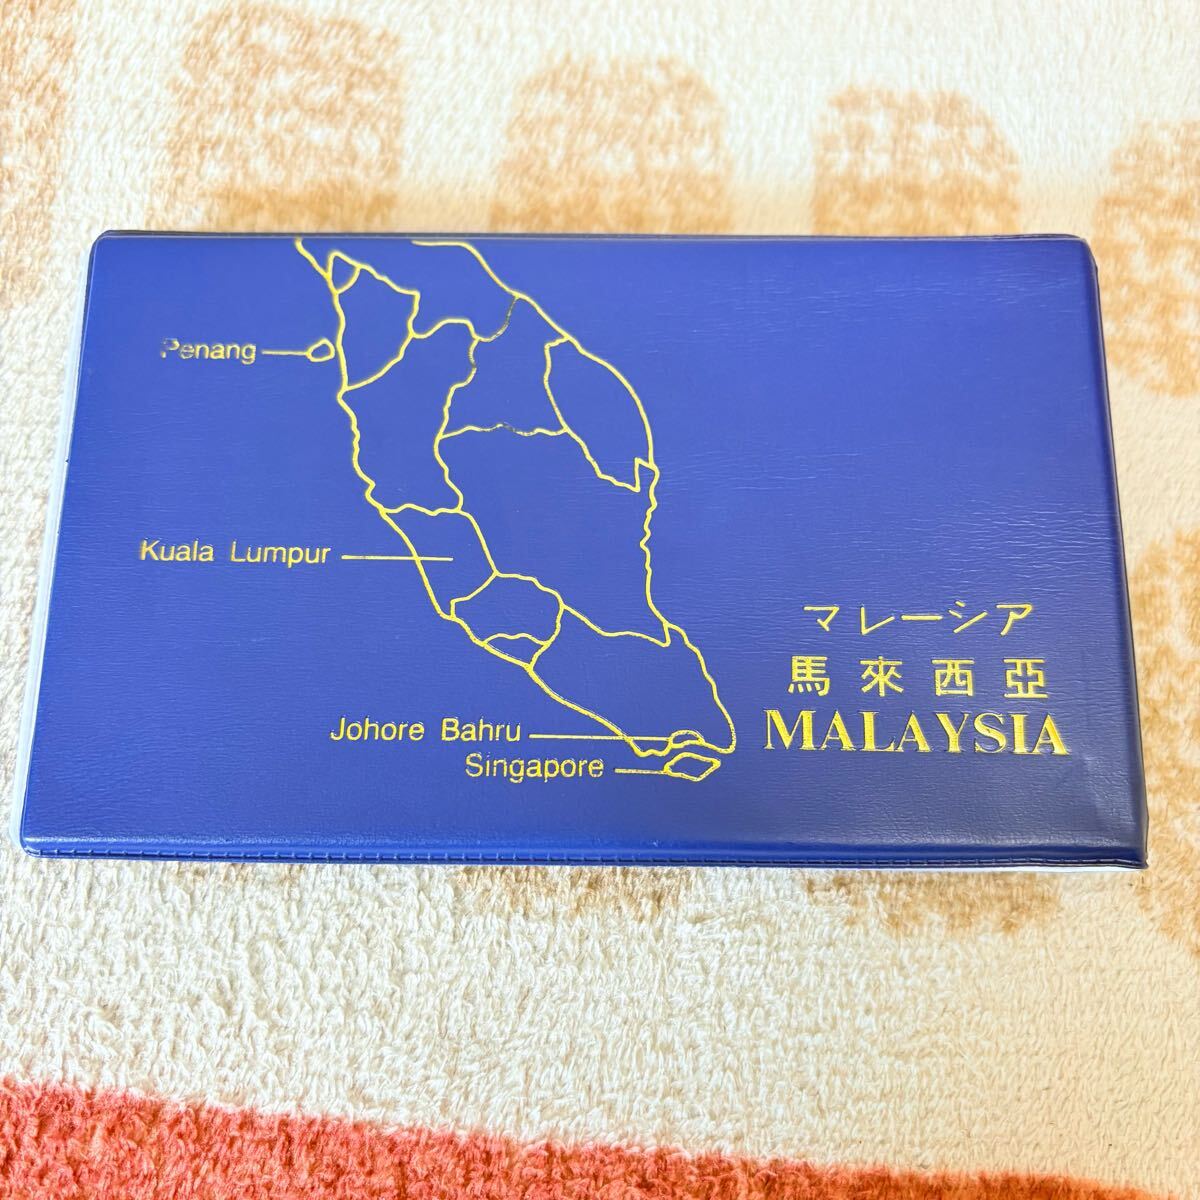 Penang
Kuala Lumpur
マレーシア
馬來西亞
MALAYSIA
Johore Bahru
Singapore